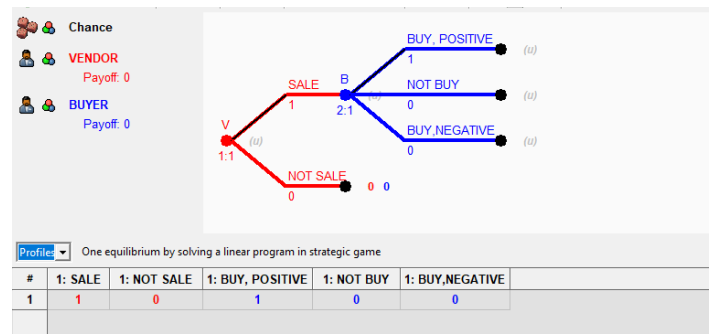 Chance
VENDOR
Payoff: 0
BUYER
Payoff: 0
V
1:1
(u)
SALE
1
NOT SALE
0
0 0
B
2:1
(u)
BUY, POSITIVE
1
(u)
NOT BUY
0
(u)
BUY,NEGATIVE
0
(u)
Profiles One equilibrium by solving a linear program in strategic game
# 1: SALE 1: NOT SALE 1: BUY, POSITIVE 1: NOT BUY 1: BUY,NEGATIVE
1 1 0 1 0 0